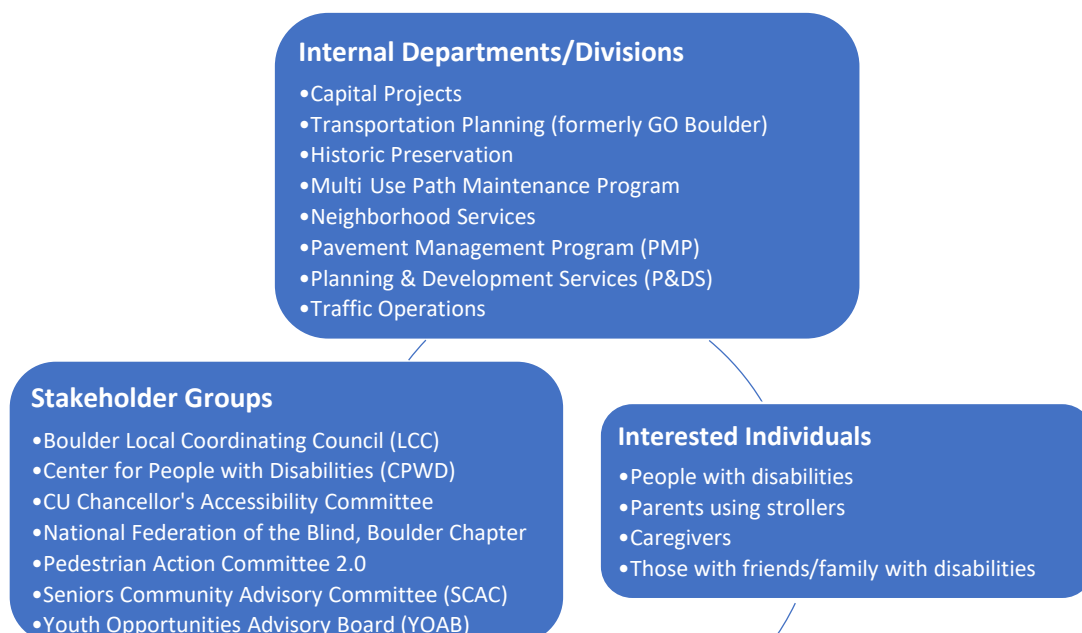 Internal Departments/Divisions
•Capital Projects
•Transportation Planning (formerly GO Boulder)
•Historic Preservation
•Multi Use Path Maintenance Program
•Neighborhood Services
•Pavement Management Program (PMP)
•Planning & Development Services (P&DS)
•Traffic Operations
Stakeholder Groups
•Boulder Local Coordinating Council (LCC)
•Center for People with Disabilities (CPWD)
•CU Chancellor's Accessibility Committee
•National Federation of the Blind, Boulder Chapter
•Pedestrian Action Committee 2.0
•Seniors Community Advisory Committee (SCAC)
•Youth Opportunities Advisory Board (YOAB)
Interested Individuals
•People with disabilities
•Parents using strollers
•Caregivers
•Those with friends/family with disabilities